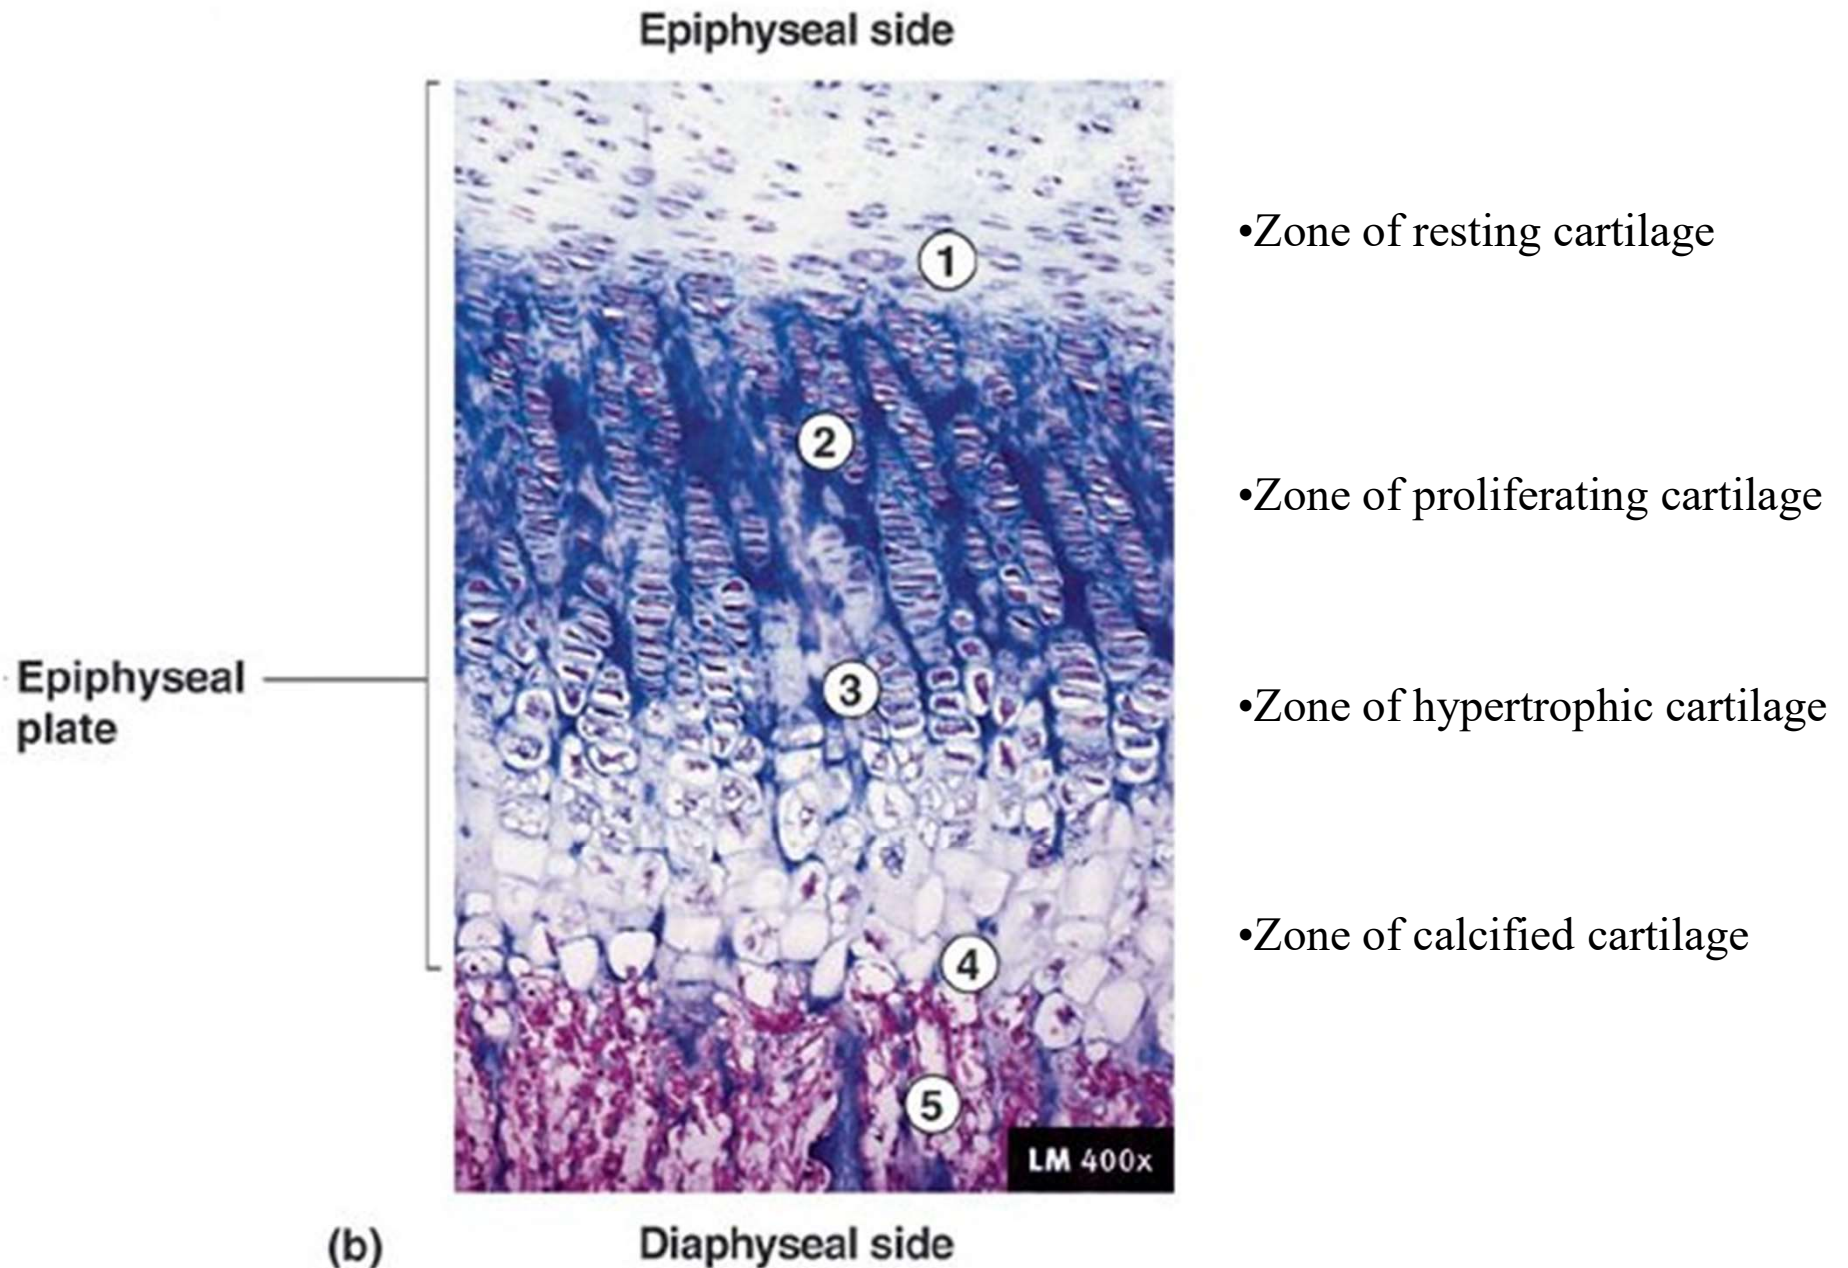 Epiphyseal side
1
•Zone of resting cartilage
2
•Zone of proliferating cartilage
Epiphyseal
plate
3
•Zone of hypertrophic cartilage
4
•Zone of calcified cartilage
5
LM 400x
(b)
Diaphyseal side